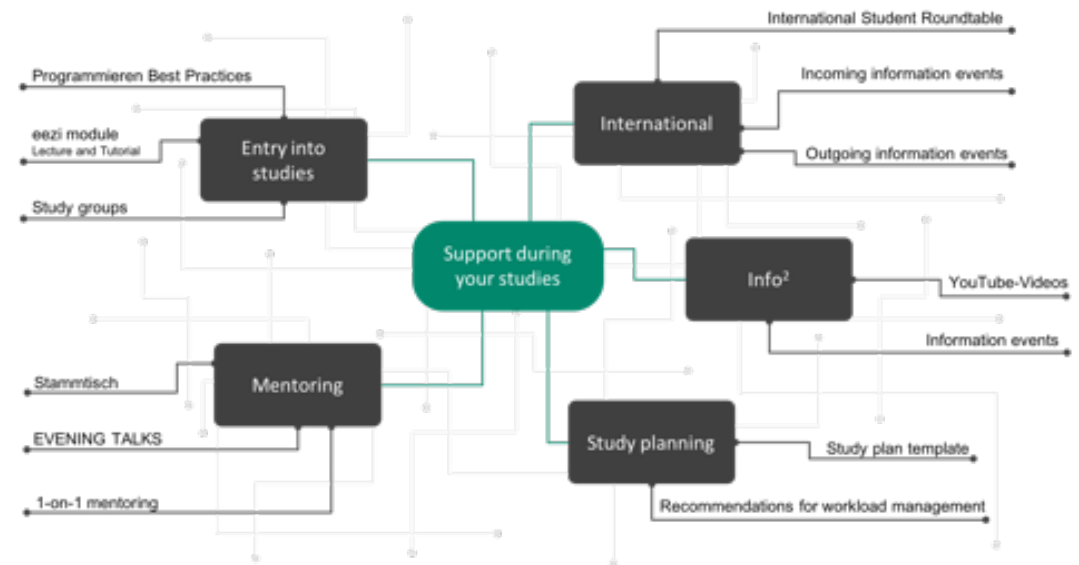 International Student Roundtable
Programmieren Best Practices
Incoming information events
International
eezi module
Lecture and Tutorial
Entry into
studies
Outgoing information events
Study groups
Support during
your studies
Info²
YouTube-Videos
Information events
Stammtisch
Mentoring
EVENING TALKS
Study planning
Study plan template
1-on-1 mentoring
Recommendations for workload management